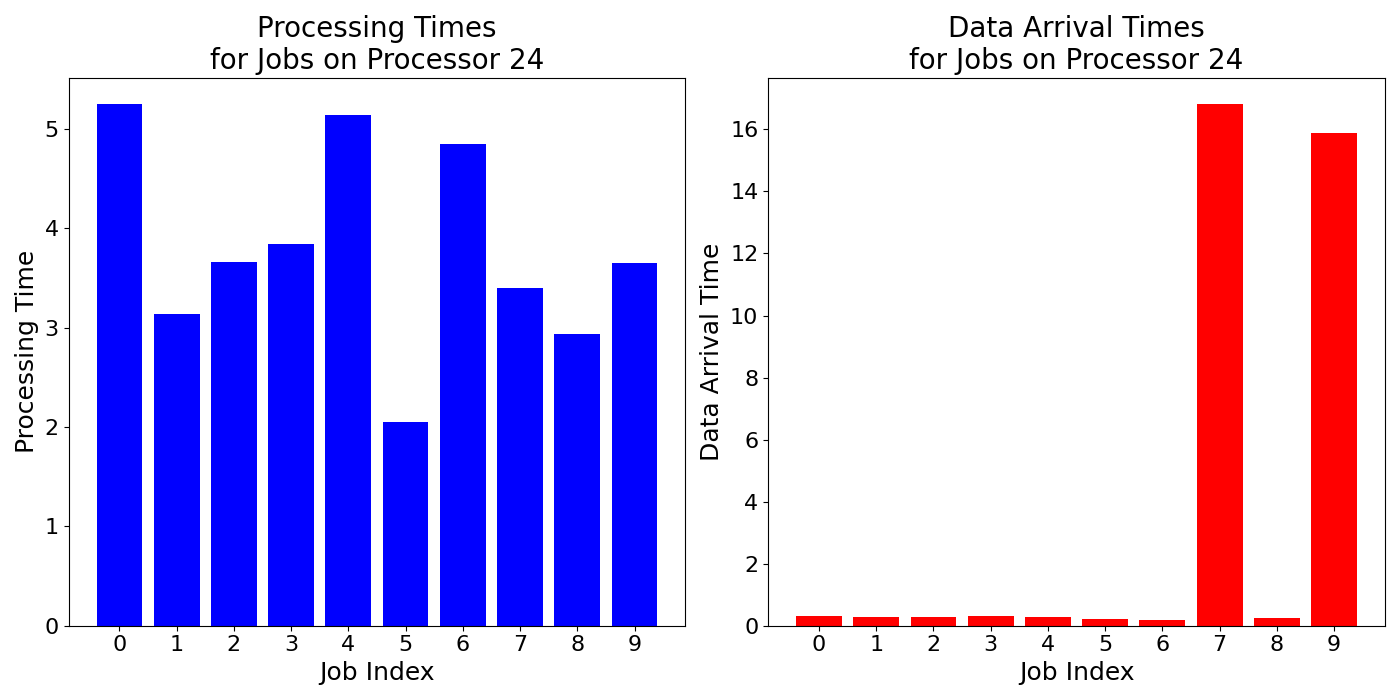 Processing Times
for Jobs on Processor 24
Processing Time
5
4
3
2
1
0
0 1 2 3 4 5 6 7 8 9
Job Index
Data Arrival Times
for Jobs on Processor 24
Data Arrival Time
16
14
12
10
8
6
4
2
0
0 1 2 3 4 5 6 7 8 9
Job Index